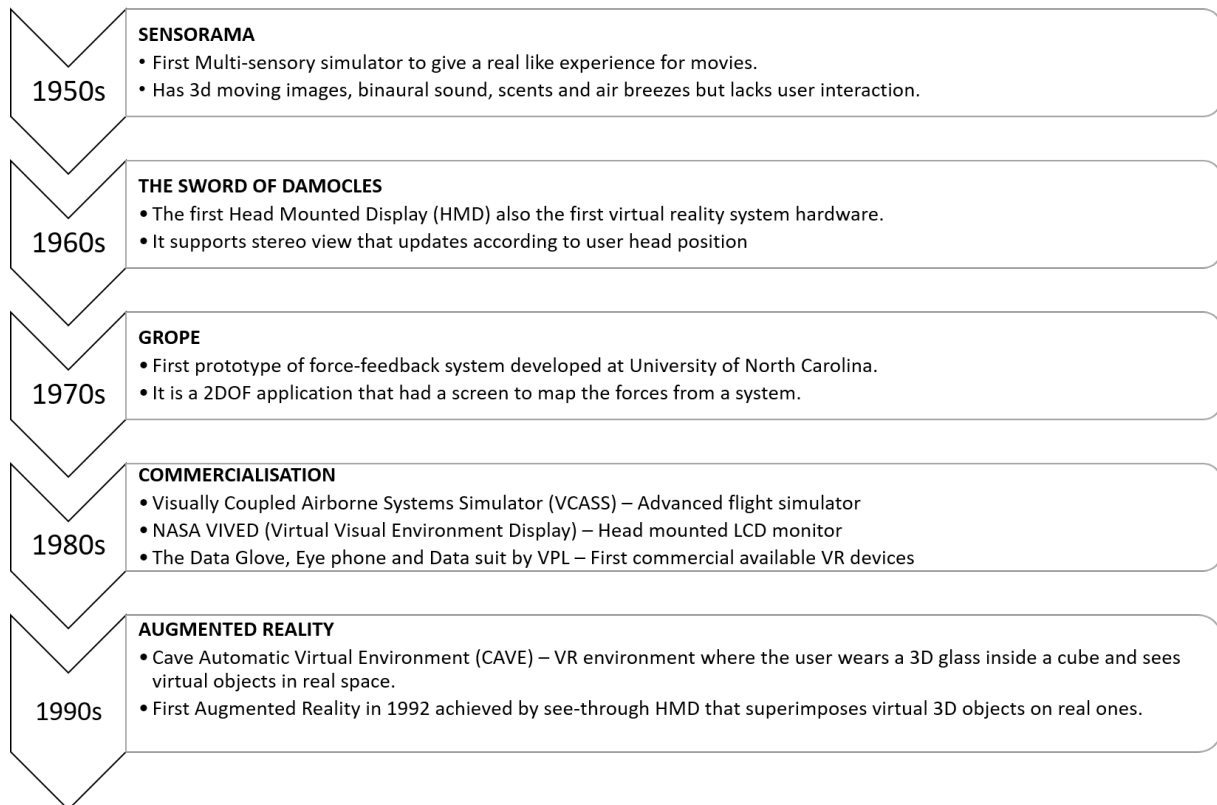 1950s
SENSORAMA
• First Multi-sensory simulator to give a real like experience for movies.
• Has 3d moving images, binaural sound, scents and air breezes but lacks user interaction.
1960s
THE SWORD OF DAMOCLES
• The first Head Mounted Display (HMD) also the first virtual reality system hardware.
• It supports stereo view that updates according to user head position
1970s
GROPE
• First prototype of force-feedback system developed at University of North Carolina.
• It is a 2DOF application that had a screen to map the forces from a system.
1980s
COMMERCIALISATION
• Visually Coupled Airborne Systems Simulator (VCASS) – Advanced flight simulator
• NASA VIVED (Virtual Visual Environment Display) – Head mounted LCD monitor
• The Data Glove, Eye phone and Data suit by VPL – First commercial available VR devices
1990s
AUGMENTED REALITY
• Cave Automatic Virtual Environment (CAVE) – VR environment where the user wears a 3D glass inside a cube and sees
virtual objects in real space.
• First Augmented Reality in 1992 achieved by see-through HMD that superimposes virtual 3D objects on real ones.